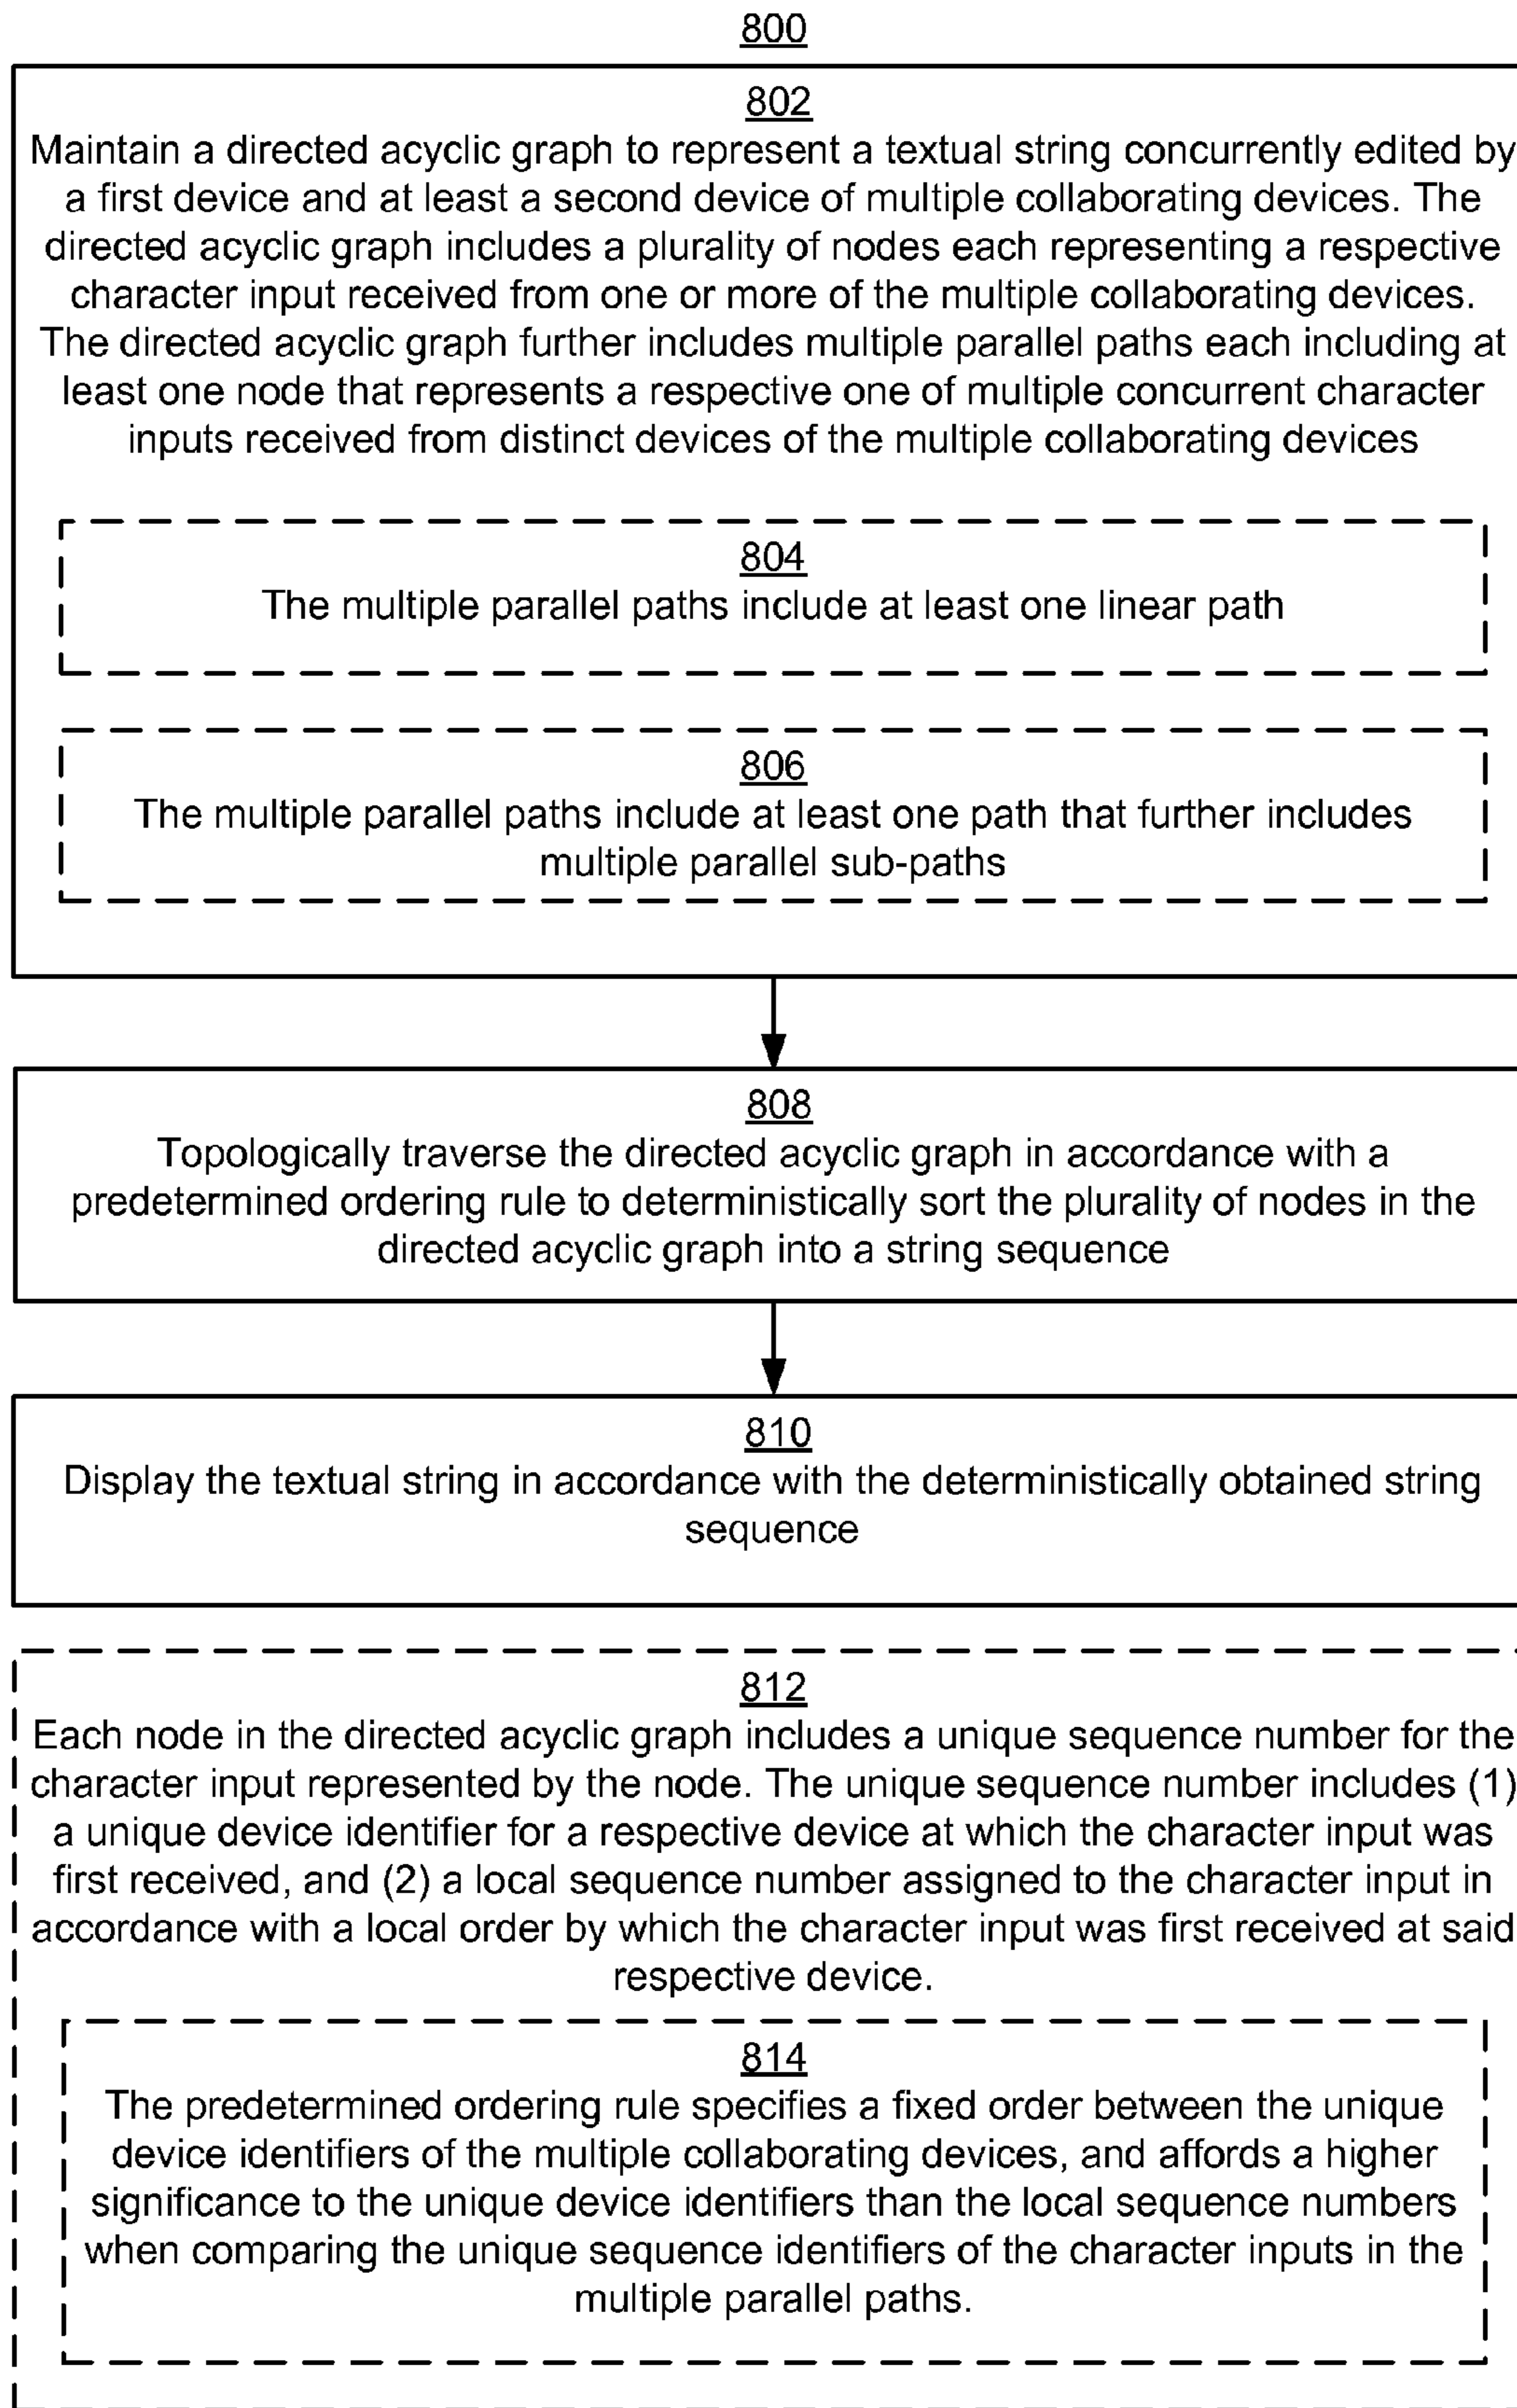 800
802
Maintain a directed acyclic graph to represent a textual string concurrently edited by
a first device and at least a second device of multiple collaborating devices. The
directed acyclic graph includes a plurality of nodes each representing a respective
character input received from one or more of the multiple collaborating devices.
The directed acyclic graph further includes multiple parallel paths each including at
least one node that represents a respective one of multiple concurrent character
inputs received from distinct devices of the multiple collaborating devices
804
The multiple parallel paths include at least one linear path
806
The multiple parallel paths include at least one path that further includes
multiple parallel sub-paths
808
Topologically traverse the directed acyclic graph in accordance with a
predetermined ordering rule to deterministically sort the plurality of nodes in the
directed acyclic graph into a string sequence
810
Display the textual string in accordance with the deterministically obtained string
sequence
812
Each node in the directed acyclic graph includes a unique sequence number for the
character input represented by the node. The unique sequence number includes (1)
a unique device identifier for a respective device at which the character input was
first received, and (2) a local sequence number assigned to the character input in
accordance with a local order by which the character input was first received at said
respective device.
814
The predetermined ordering rule specifies a fixed order between the unique
device identifiers of the multiple collaborating devices, and affords a higher
significance to the unique device identifiers than the local sequence numbers
when comparing the unique sequence identifiers of the character inputs in the
multiple parallel paths.